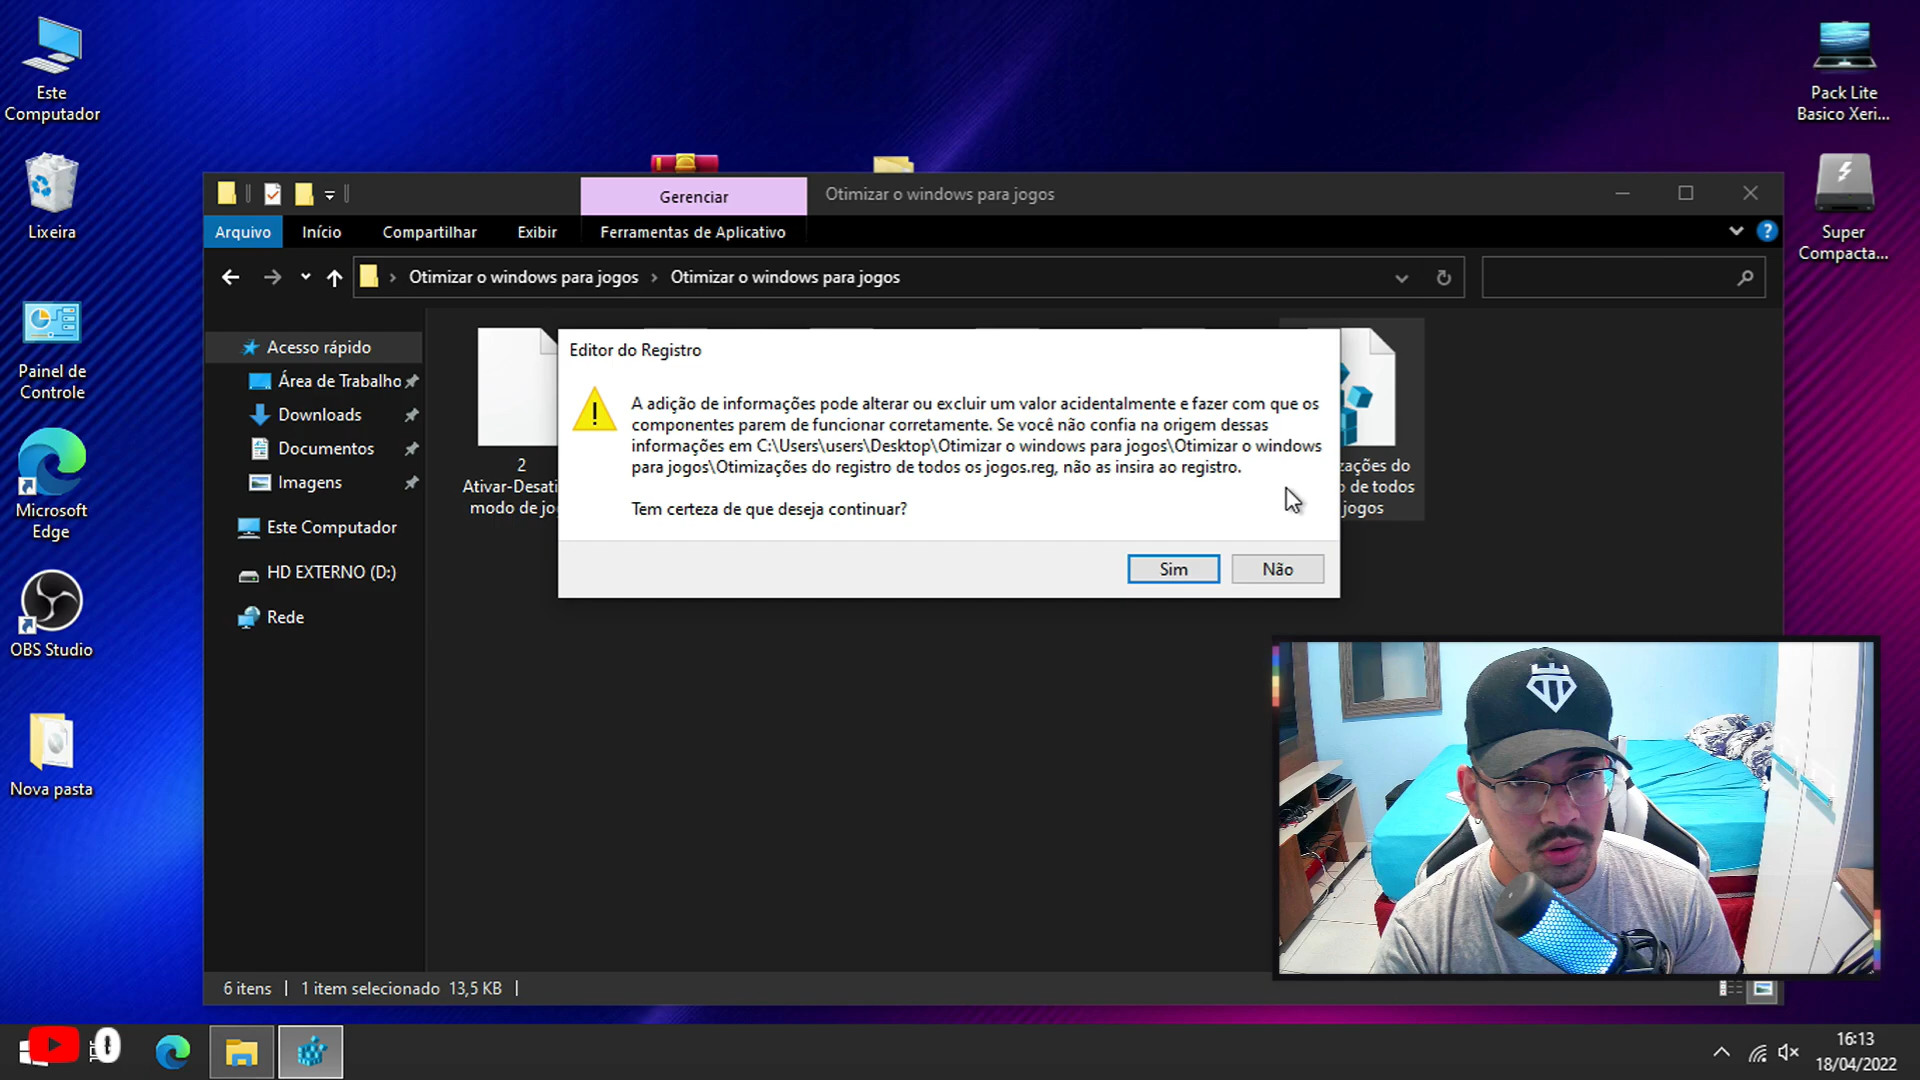 Este
Computador
Lixeira
Painel de
Controle
Microsoft
Edge
OBS Studio
Nova pasta
Pack Lite
Basico Xeri...
Super
Compacta...
Gerenciar
Otimizar o windows para jogos
Arquivo
Início
Compartilhar
Exibir
Ferramentas de Aplicativo
Otimizar o windows para jogos
Otimizar o windows para jogos
Acesso rápido
Área de Trabalho
Downloads
Documentos
Imagens
Este Computador
HD EXTERNO (D:)
Rede
2
Ativar-Desati
modo de jo
zações do
o de todos
jogos
Editor do Registro
A adição de informações pode alterar ou excluir um valor acidentalmente e fazer com que os
componentes parem de funcionar corretamente. Se você não confia na origem dessas
informações em C:\Users\users\Desktop\Otimizar o windows para jogos\Otimizar o windows
para jogos\Otimizações do registro de todos os jogos.reg, não as insira ao registro.
Tem certeza de que deseja continuar?
Sim
Não
6 itens
1 item selecionado 13,5 KB
16:13
18/04/2022